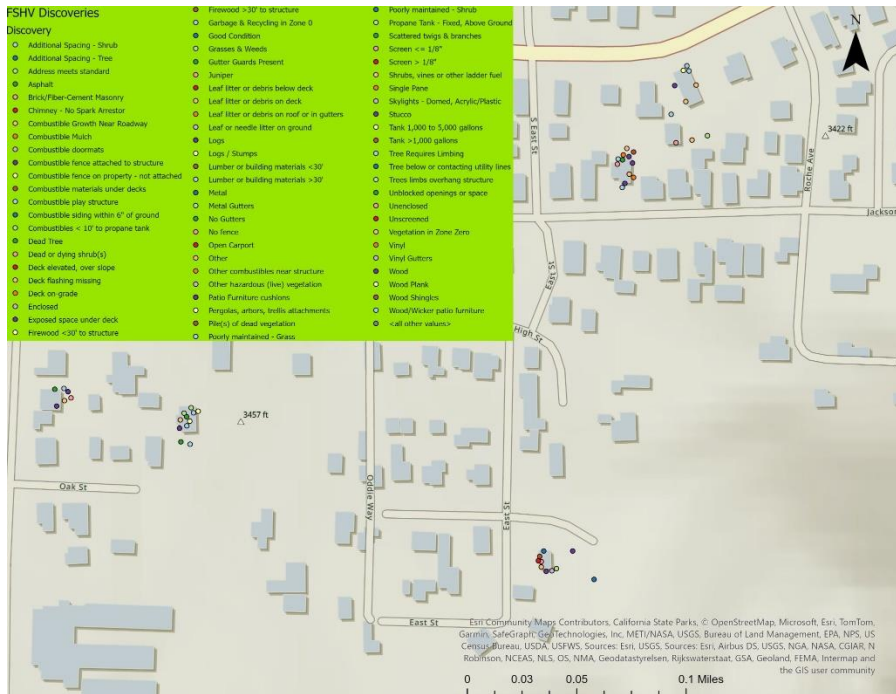 FSHV Discoveries
Discovery
Additional Spacing - Shrub
Additional Spacing - Tree
Address meets standard
Asphalt
Brick/Fiber-Cement Masonry
Chimney - No Spark Arrestor
Combustible Growth Near Roadway
Combustible Mulch
Combustible doormats
Combustible fence attached to structure
Combustible fence on property - not attached
Combustible materials under decks
Combustible play structure
Combustible siding within 6" of ground
Combustibles < 10' to propane tank
Dead Tree
Dead or dying shrub(s)
Deck elevated, over slope
Deck flashing missing
Deck on-grade
Enclosed
Exposed space under deck
Firewood <30' to structure
Firewood >30' to structure
Garbage & Recycling in Zone 0
Good Condition
Grasses & Weeds
Gutter Guards Present
Juniper
Leaf litter or debris below deck
Leaf litter or debris on deck
Leaf litter or debris on roof or in gutters
Leaf or needle litter on ground
Logs
Logs / Stumps
Lumber or building materials <30'
Lumber or building materials >30'
Metal
Metal Gutters
No Gutters
No fence
Open Carport
Other
Other combustibles near structure
Other hazardous (live) vegetation
Patio Furniture cushions
Pergolas, arbors, trellis attachments
Pile(s) of dead vegetation
Poorly maintained - Grass
Poorly maintained - Shrub
Propane Tank - Fixed, Above Ground
Scattered twigs & branches
Screen <= 1/8"
Screen > 1/8"
Shrubs, vines or other ladder fuel
Single Pane
Skylights - Domed, Acrylic/Plastic
Stucco
Tank 1,000 to 5,000 gallons
Tank >1,000 gallons
Tree Requires Limbing
Tree below or contacting utility lines
Trees limbs overhang structure
Unblocked openings or space
Unenclosed
Unscreened
Vegetation in Zone Zero
Vinyl
Vinyl Gutters
Wood
Wood Plank
Wood Shingles
Wood/Wicker patio furniture
<all other values>
N
S East St
3422 ft
Roche Ave
Jackson
East St
High St
3457 ft
Oak St
Oddie Way
East St
East St
Esri Community Maps Contributors, California State Parks, © OpenStreetMap, Microsoft, Esri, TomTom,
Garmin, SafeGraph, GeoTechnologies, Inc, METI/NASA, USGS, Bureau of Land Management, EPA, NPS, US
Census Bureau, USDA, USFWS, Sources: Esri, USGS, Sources: Esri, Airbus DS, USGS, NGA, NASA, CGIAR, N
Robinson, NCEAS, NLS, OS, NMA, Geodatastyrelsen, Rijkswaterstaat, GSA, Geoland, FEMA, Intermap and
the GIS user community
0 0.03 0.05 0.1 Miles